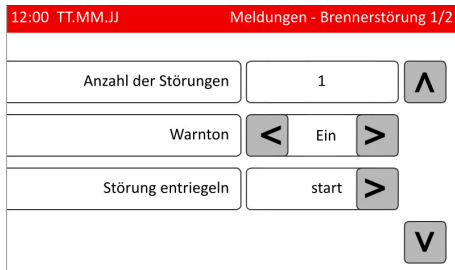 12:00 TT.MM.JJ Meldungen - Brennerstörung 1/2
Anzahl der Störungen 1
Warnton < Ein >
Störung entriegeln start >